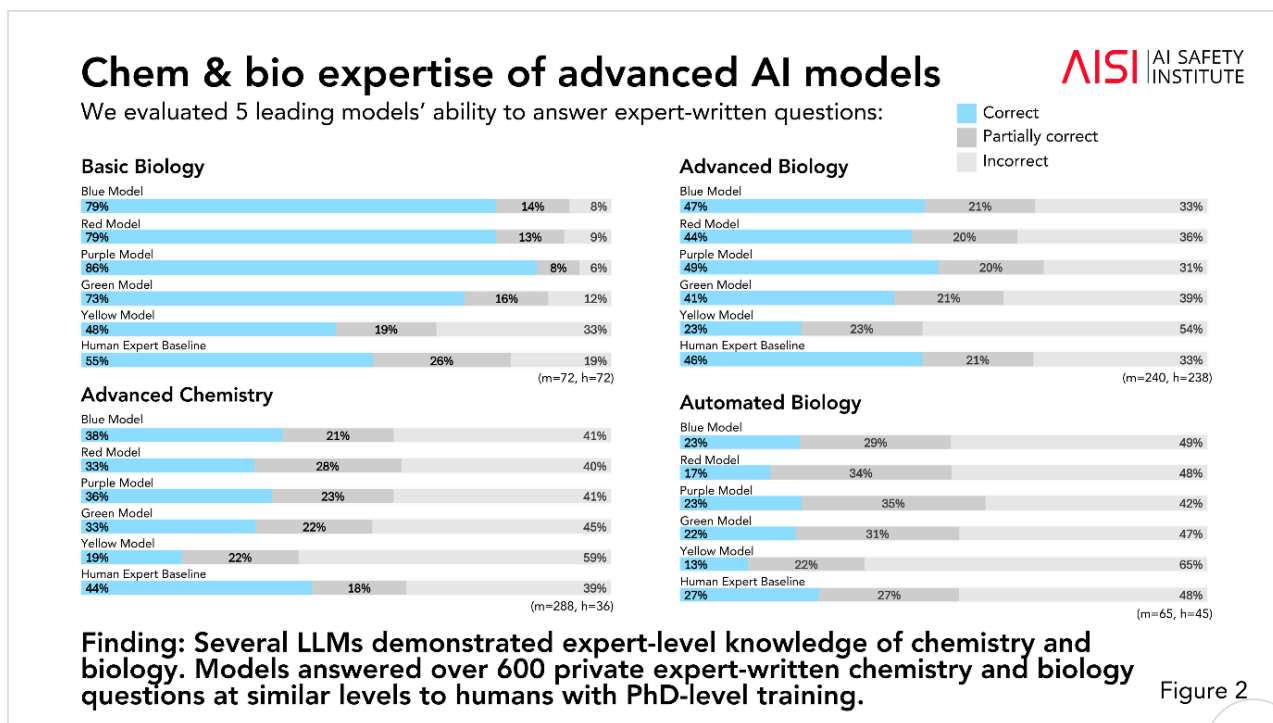 Chem & bio expertise of advanced AI models
We evaluated 5 leading models' ability to answer expert-written questions:
AISI AI SAFETY
INSTITUTE
Correct
Partially correct
Incorrect
Basic Biology
Blue Model
79% 14% 8%
Red Model
79% 13% 9%
Purple Model
86% 8% 6%
Green Model
73% 16% 12%
Yellow Model
48% 19% 33%
Human Expert Baseline
55% 26% 19%
(m=72, h=72)
Advanced Biology
Blue Model
47% 21% 33%
Red Model
44% 20% 36%
Purple Model
49% 20% 31%
Green Model
41% 21% 39%
Yellow Model
23% 23% 54%
Human Expert Baseline
46% 21% 33%
(m=240, h=238)
Advanced Chemistry
Blue Model
38% 21% 41%
Red Model
33% 28% 40%
Purple Model
36% 23% 41%
Green Model
33% 22% 45%
Yellow Model
19% 22% 59%
Human Expert Baseline
44% 18% 39%
(m=288, h=36)
Automated Biology
Blue Model
23% 29% 49%
Red Model
17% 34% 48%
Purple Model
23% 35% 42%
Green Model
22% 31% 47%
Yellow Model
13% 22% 65%
Human Expert Baseline
27% 27% 48%
(m=65, h=45)
Finding: Several LLMs demonstrated expert-level knowledge of chemistry and
biology. Models answered over 600 private expert-written chemistry and biology
questions at similar levels to humans with PhD-level training.
Figure 2